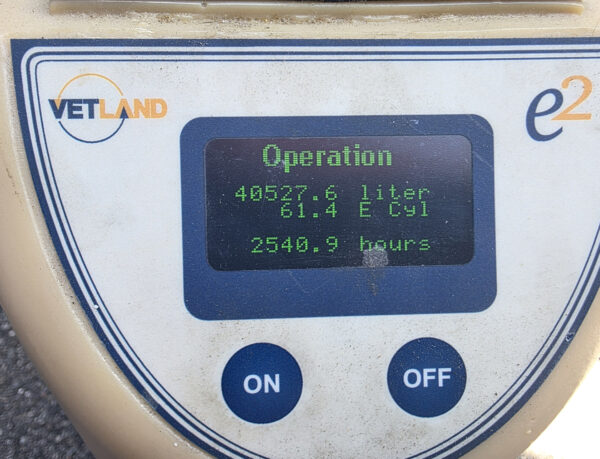 VETLAND
e2
Operation
40527.6 liter
61.4 E Cyl
2540.9 hours
ON
OFF